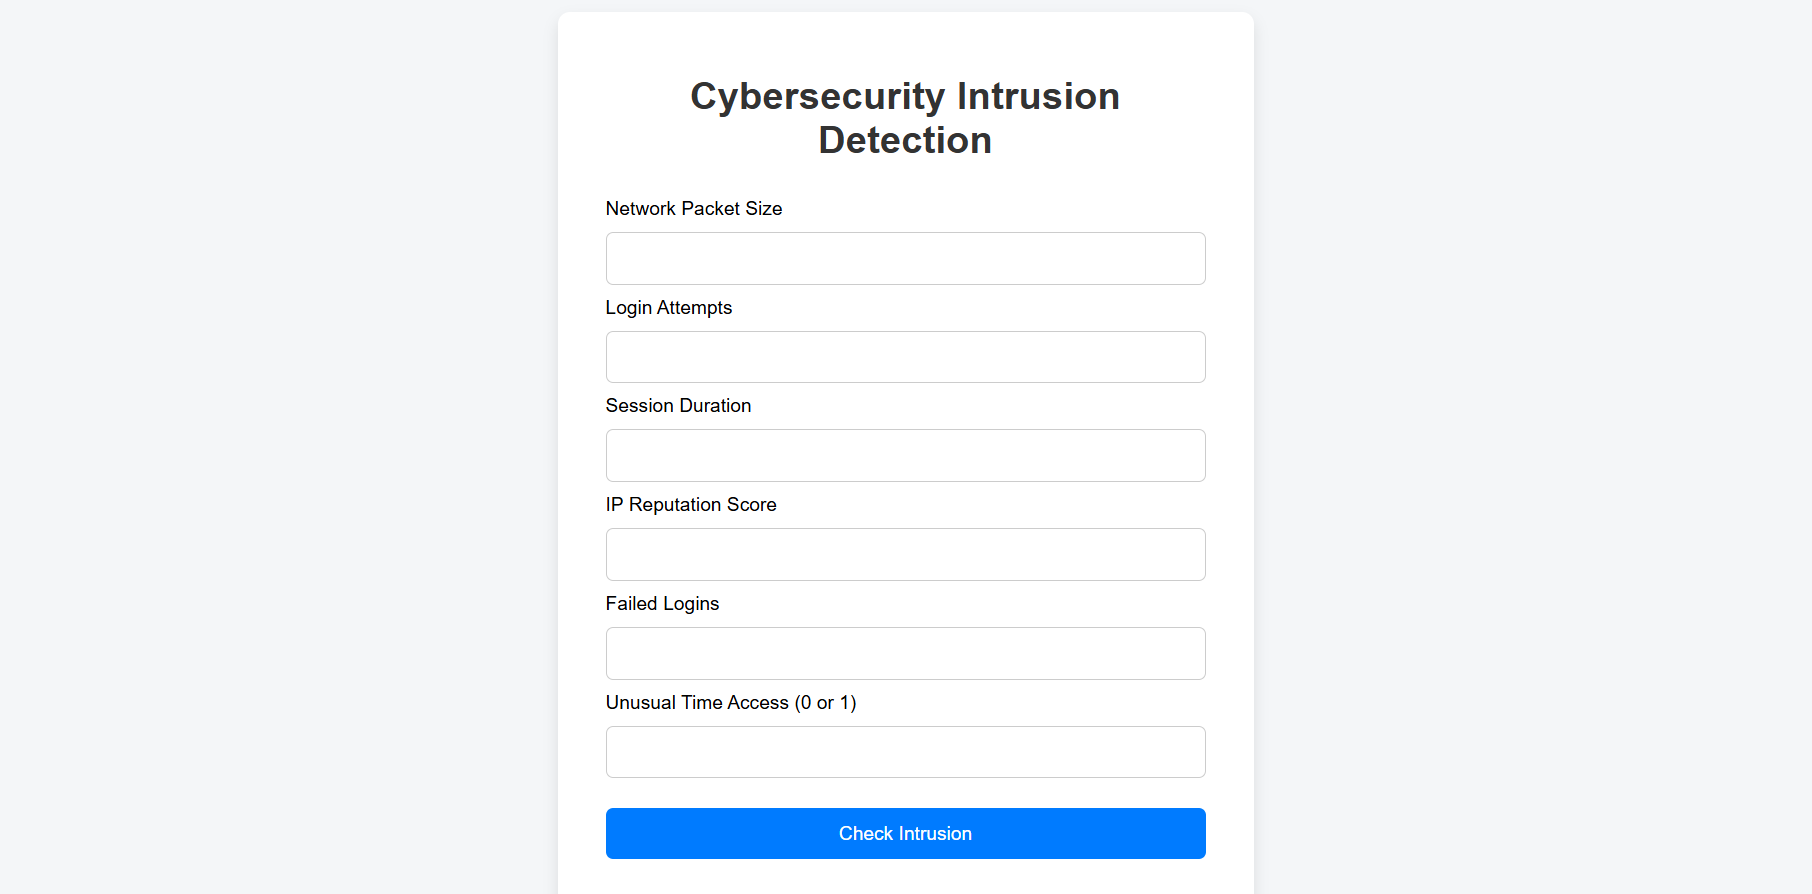 Cybersecurity Intrusion
Detection
Network Packet Size
Login Attempts
Session Duration
IP Reputation Score
Failed Logins
Unusual Time Access (0 or 1)
Check Intrusion